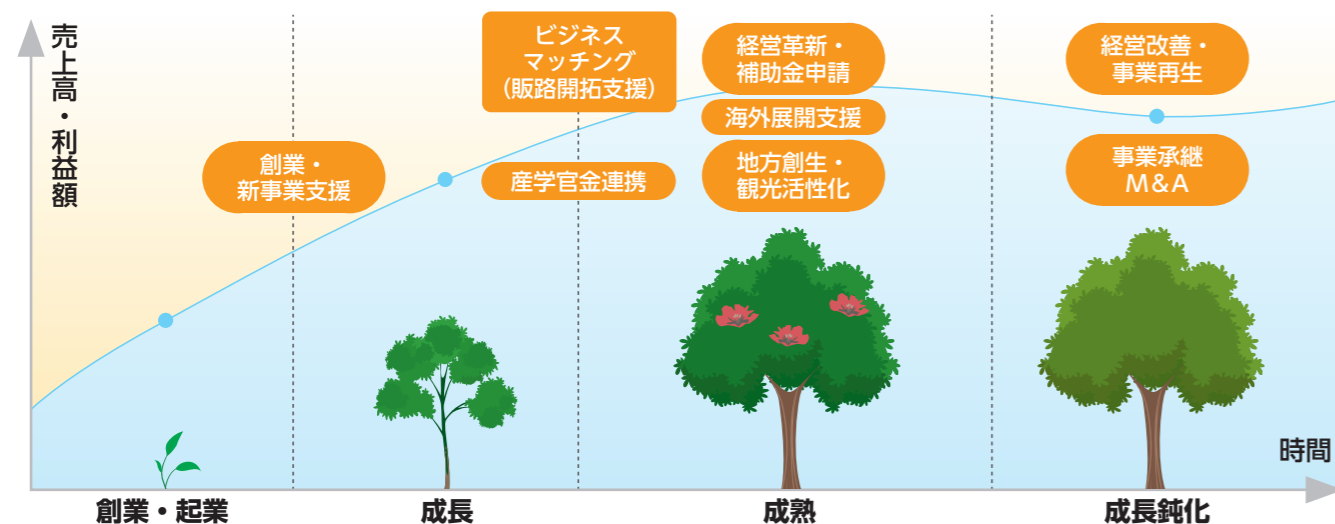 売上高・利益額
創業・
新事業支援
ビジネス
マッチング
(販路開拓支援)
産学官金連携
経営革新・
補助金申請
海外展開支援
地方創生・
観光活性化
経営改善・
事業再生
事業承継
M&A
時間
創業・起業
成長
成熟
成長鈍化